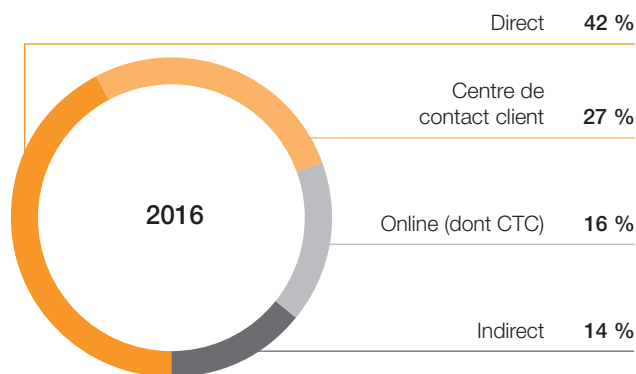 Direct 42 %
Centre de
contact client 27 %
2016
Online (dont CTC) 16 %
Indirect 14 %